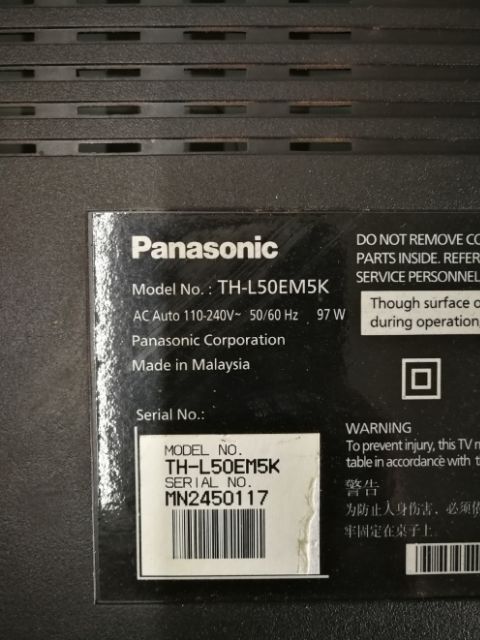 Panasonic
Model No. : TH-L50EM5K
AC Auto 110-240V~ 50/60 Hz 97 W
Panasonic Corporation
Made in Malaysia
Serial No.:
MODEL NO.
TH-L50EM5K
SERIAL NO.
MN2450117
DO NOT REMOVE
PARTS INSIDE. REFER
SERVICE PERSONNEL
Though surface
during operation,
WARNING
To prevent injury, this TV
table in accordance with
警告
为防止人身伤害，必须
牢固定在桌子上